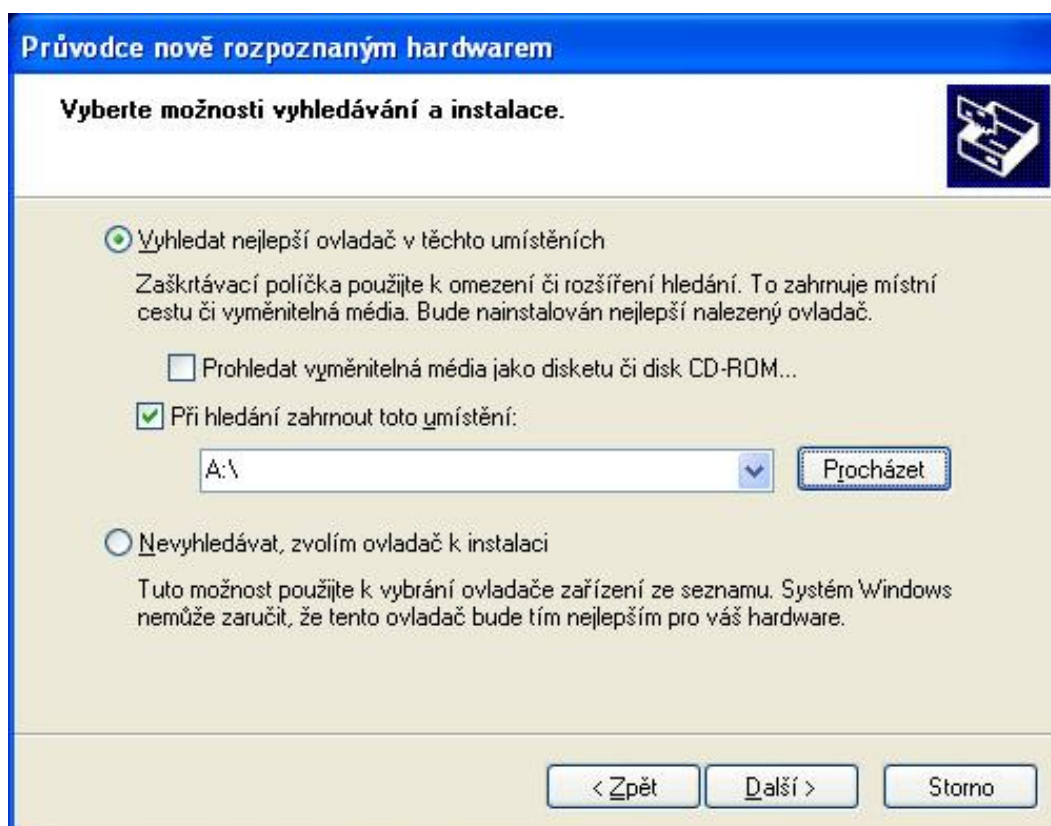 Průvodce nově rozpoznaným hardwarem
Vyberte možnosti vyhledávání a instalace.
Vyhledat nejlepší ovladač v těchto umístěních
Zaškrtávací políčka použijte k omezení či rozšíření hledání. To zahrnuje místní
cestu či vyměnitelná média. Bude nainstalován nejlepší nalezený ovladač.
Prohledat vyměnitelná média jako disketu či disk CD-ROM...
Při hledání zahrnout toto umístění:
A:\ Procházet
Nevyhledávat, zvolím ovladač k instalaci
Tuto možnost použijte k vybrání ovladače zařízení ze seznamu. Systém Windows
nemůže zaručit, že tento ovladač bude tím nejlepším pro váš hardware.
< Zpět Další > Storno